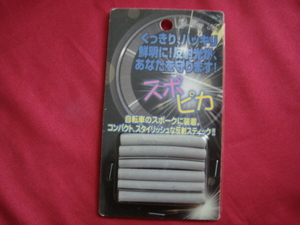 くっきり、ハッキリ
鮮明に!反射光が、
あなたを守ります!
スポ
ピカ
自転車のスポークに装着。
コンパクト、スタイリッシュな反射スティック!!